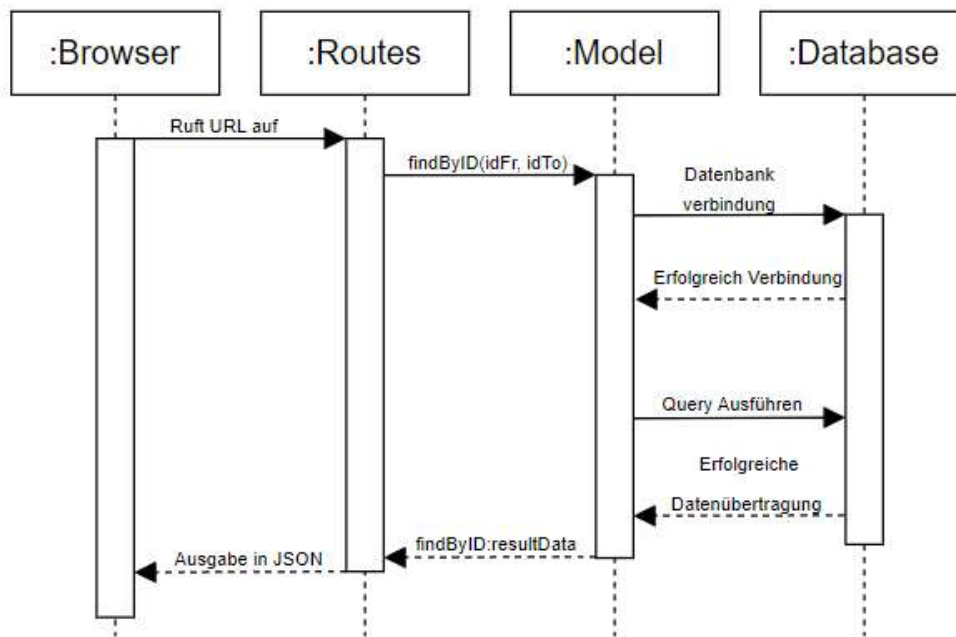 :Browser
:Routes
:Model
:Database
Ruft URL auf
findByID(idFr, idTo)
Datenbank
verbindung
Erfolgreich Verbindung
Query Ausführen
Erfolgreiche
Datenübertragung
findByID:resultData
Ausgabe in JSON